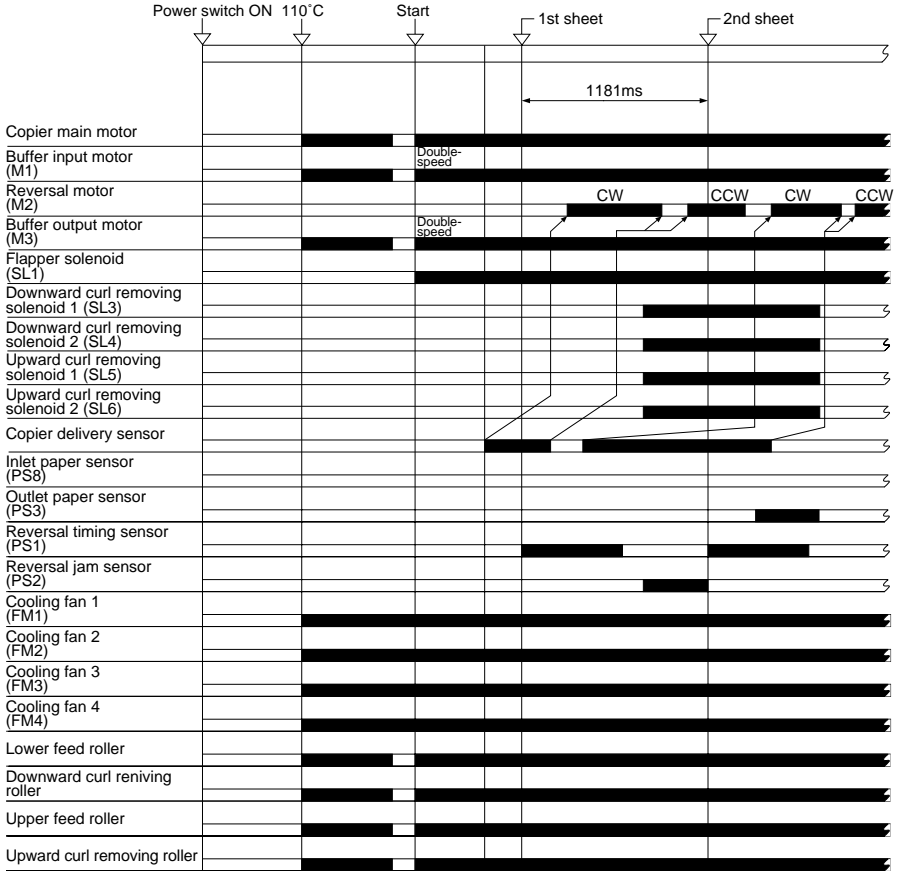 Power switch ON 110˚C Start 1st sheet 2nd sheet
1181ms
Copier main motor
Buffer input motor
(M1)
Double-
speed
Reversal motor
(M2)
CW CCW CW CCW
Buffer output motor
(M3)
Double-
speed
Flapper solenoid
(SL1)
Downward curl removing
solenoid 1 (SL3)
Downward curl removing
solenoid 2 (SL4)
Upward curl removing
solenoid 1 (SL5)
Upward curl removing
solenoid 2 (SL6)
Copier delivery sensor
Inlet paper sensor
(PS8)
Outlet paper sensor
(PS3)
Reversal timing sensor
(PS1)
Reversal jam sensor
(PS2)
Cooling fan 1
(FM1)
Cooling fan 2
(FM2)
Cooling fan 3
(FM3)
Cooling fan 4
(FM4)
Lower feed roller
Downward curl reniving
roller
Upper feed roller
Upward curl removing roller